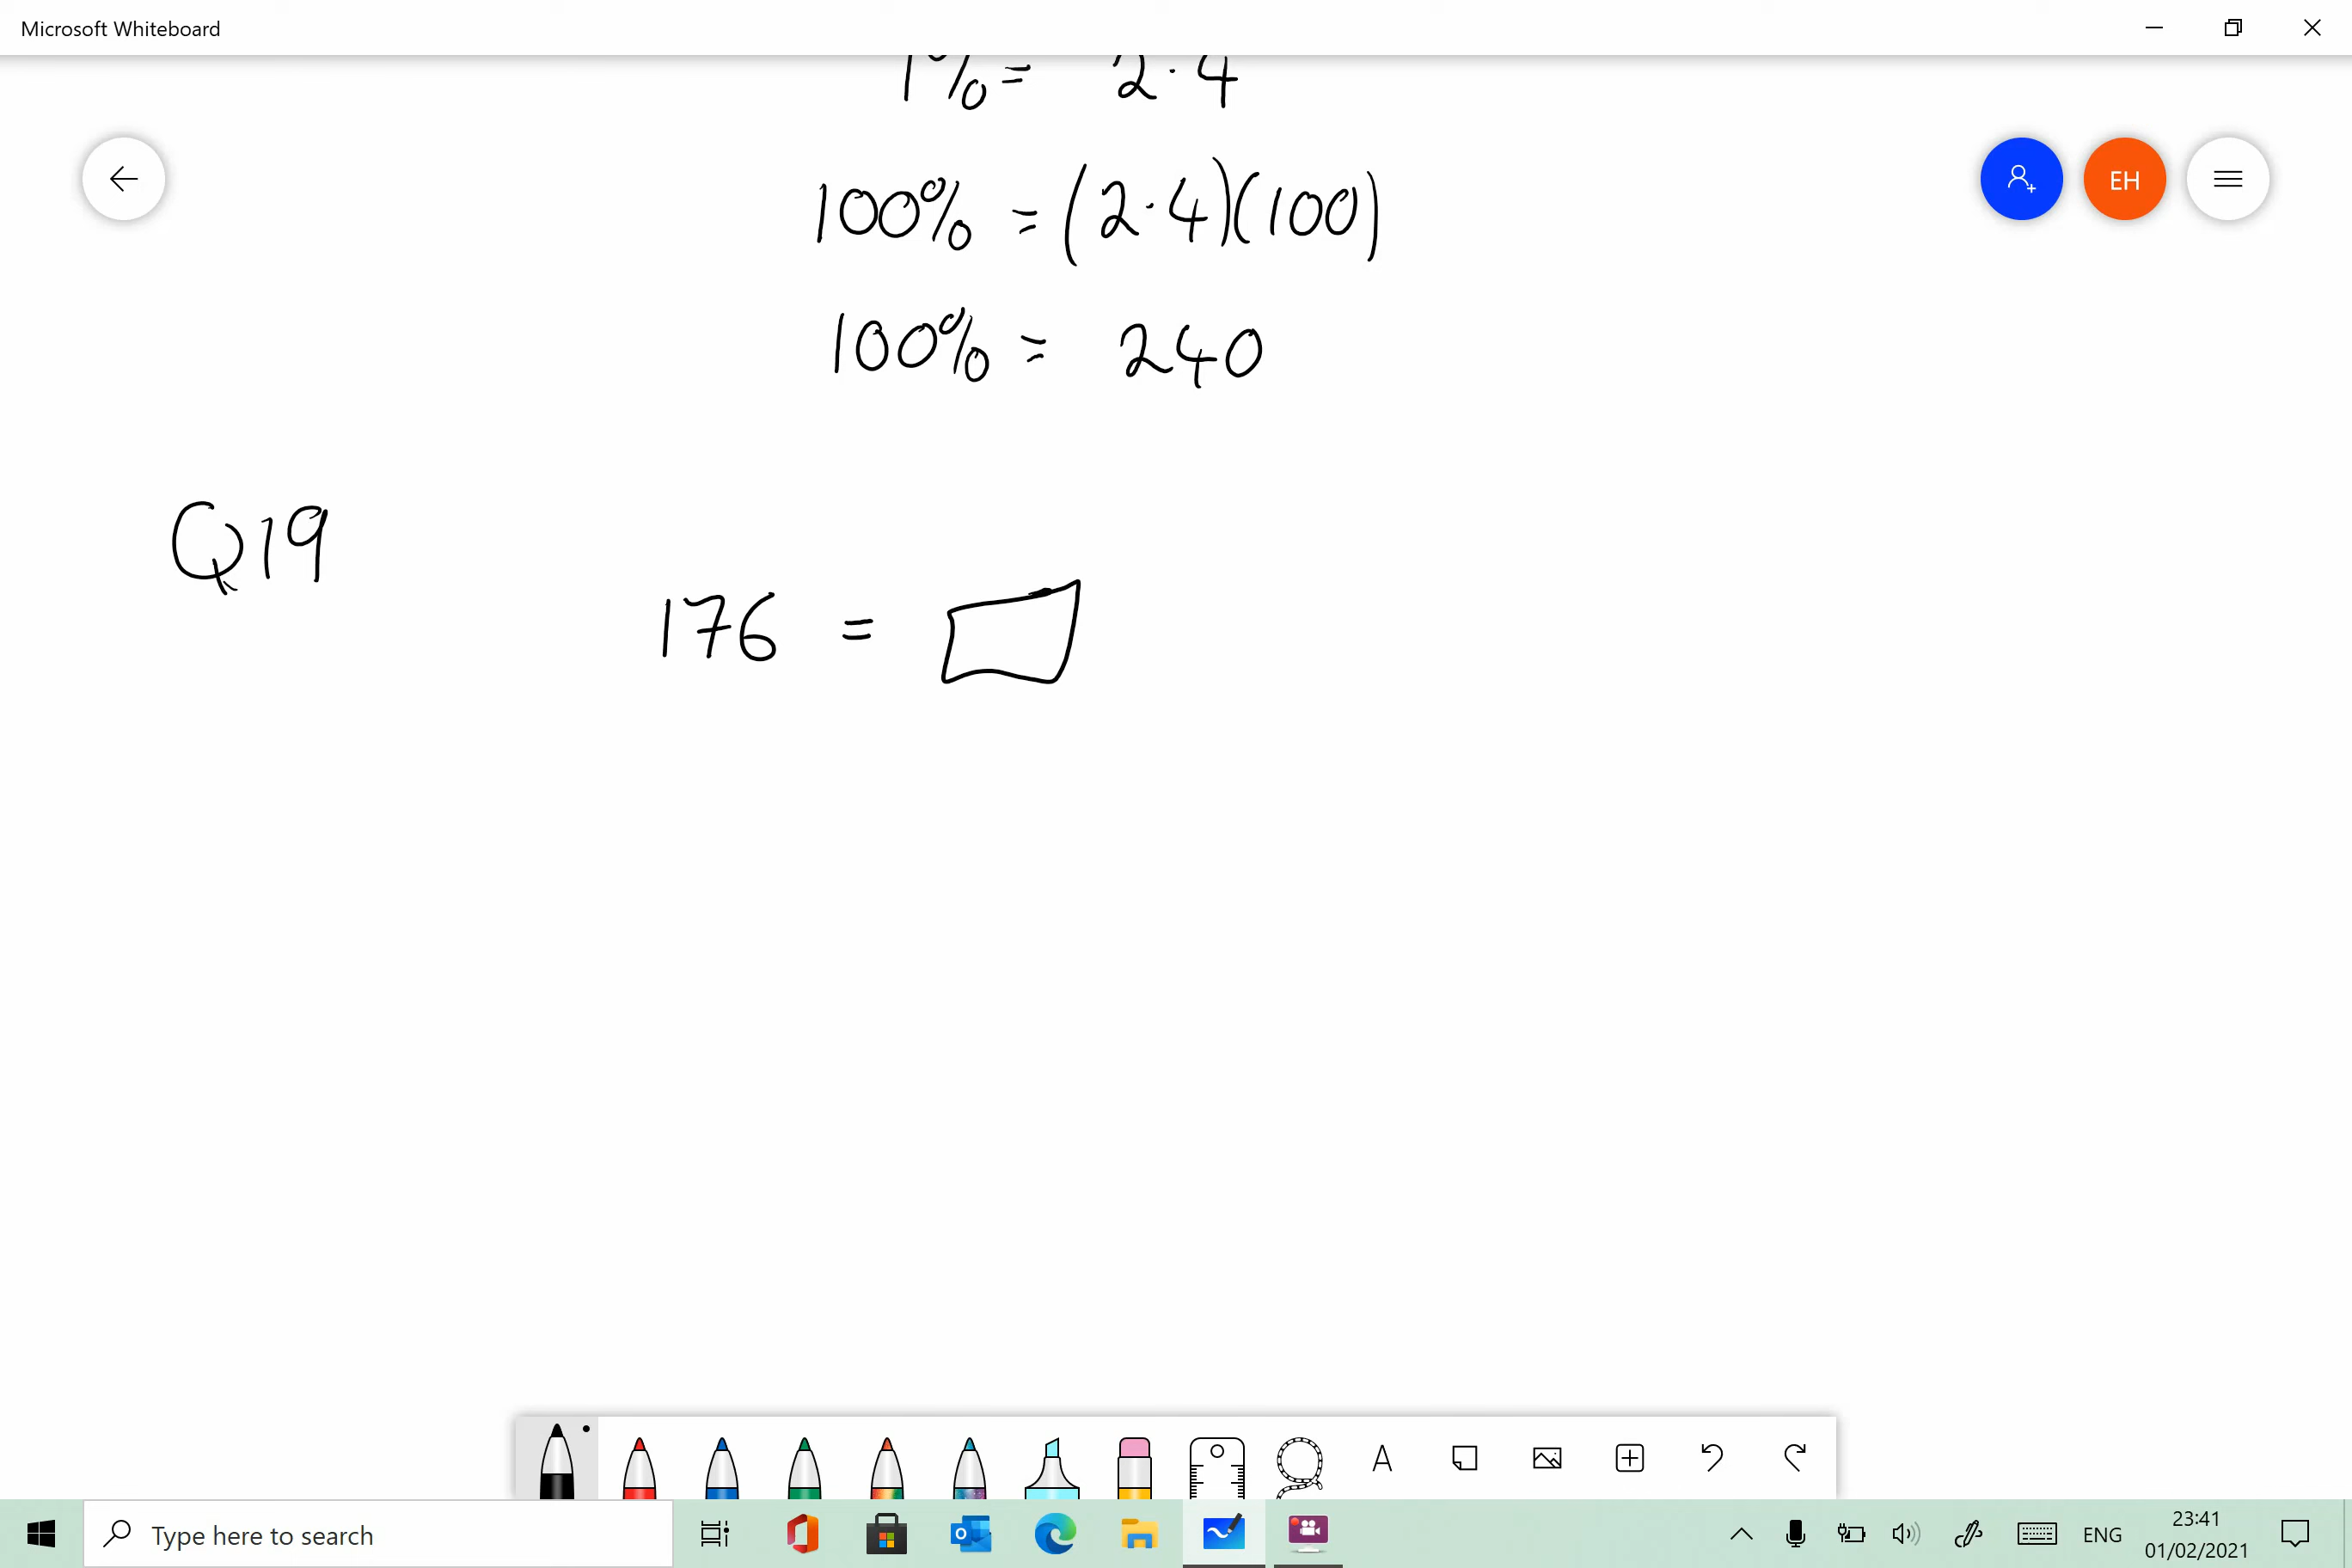 Microsoft Whiteboard
1% = 2.4
EH
100% = (2.4)(100)
100% = 240
Q19
176 =
A
Type here to search
ENG
23:41
01/02/2021